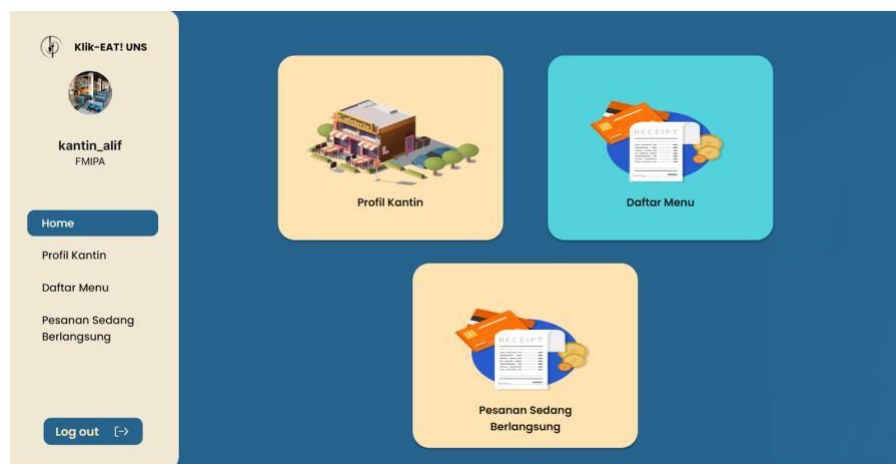 Klik-EAT! UNS
kantin_alif
FMIPA
Home
Profil Kantin
Daftar Menu
Pesanan Sedang
Berlangsung
Log out
Profil Kantin
RECEIPT
Daftar Menu
RECEIPT
Pesanan Sedang
Berlangsung